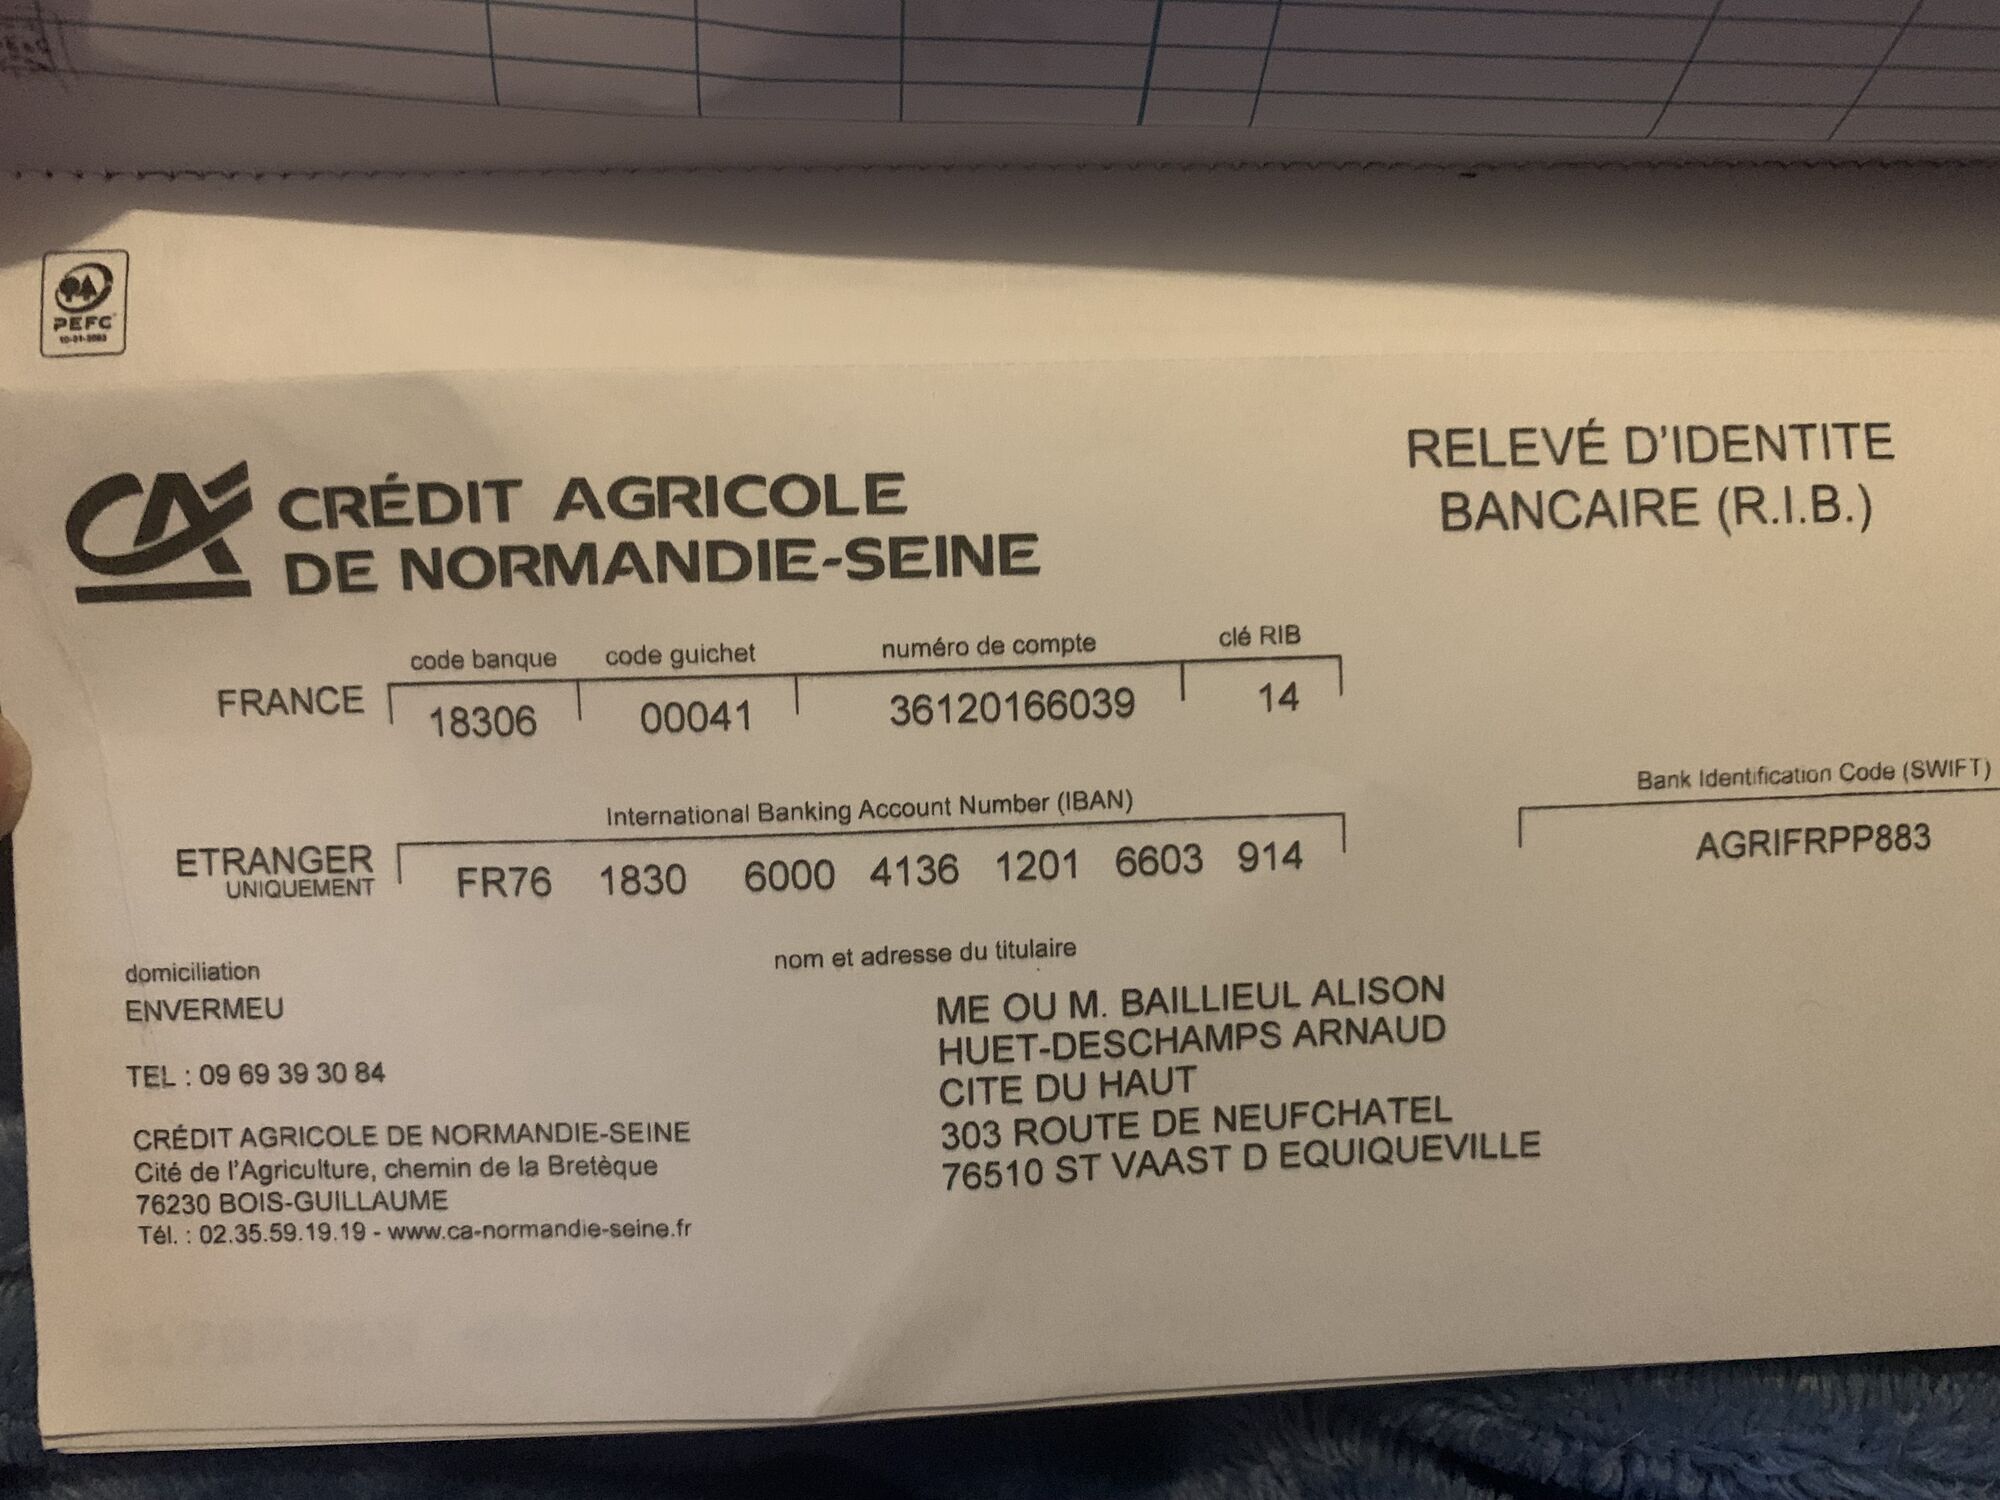 PEFC
CRÉDIT AGRICOLE
DE NORMANDIE-SEINE
RELEVÉ D'IDENTITE
BANCAIRE (R.I.B.)
code banque code guichet numéro de compte clé RIB
FRANCE 18306 00041 36120166039 14
International Banking Account Number (IBAN) Bank Identification Code (SWIFT)
ETRANGER FR76 1830 6000 4136 1201 6603 914 AGRIFRPP883
UNIQUEMENT
domiciliation
ENVERMEU
TEL : 09 69 39 30 84
CRÉDIT AGRICOLE DE NORMANDIE-SEINE
Cité de l'Agriculture, chemin de la Bretèque
76230 BOIS-GUILLAUME
Tél. : 02.35.59.19.19 - www.ca-normandie-seine.fr
nom et adresse du titulaire
ME OU M. BAILLIEUL ALISON
HUET-DESCHAMPS ARNAUD
CITE DU HAUT
303 ROUTE DE NEUFCHATEL
76510 ST VAAST D EQUIQUEVILLE